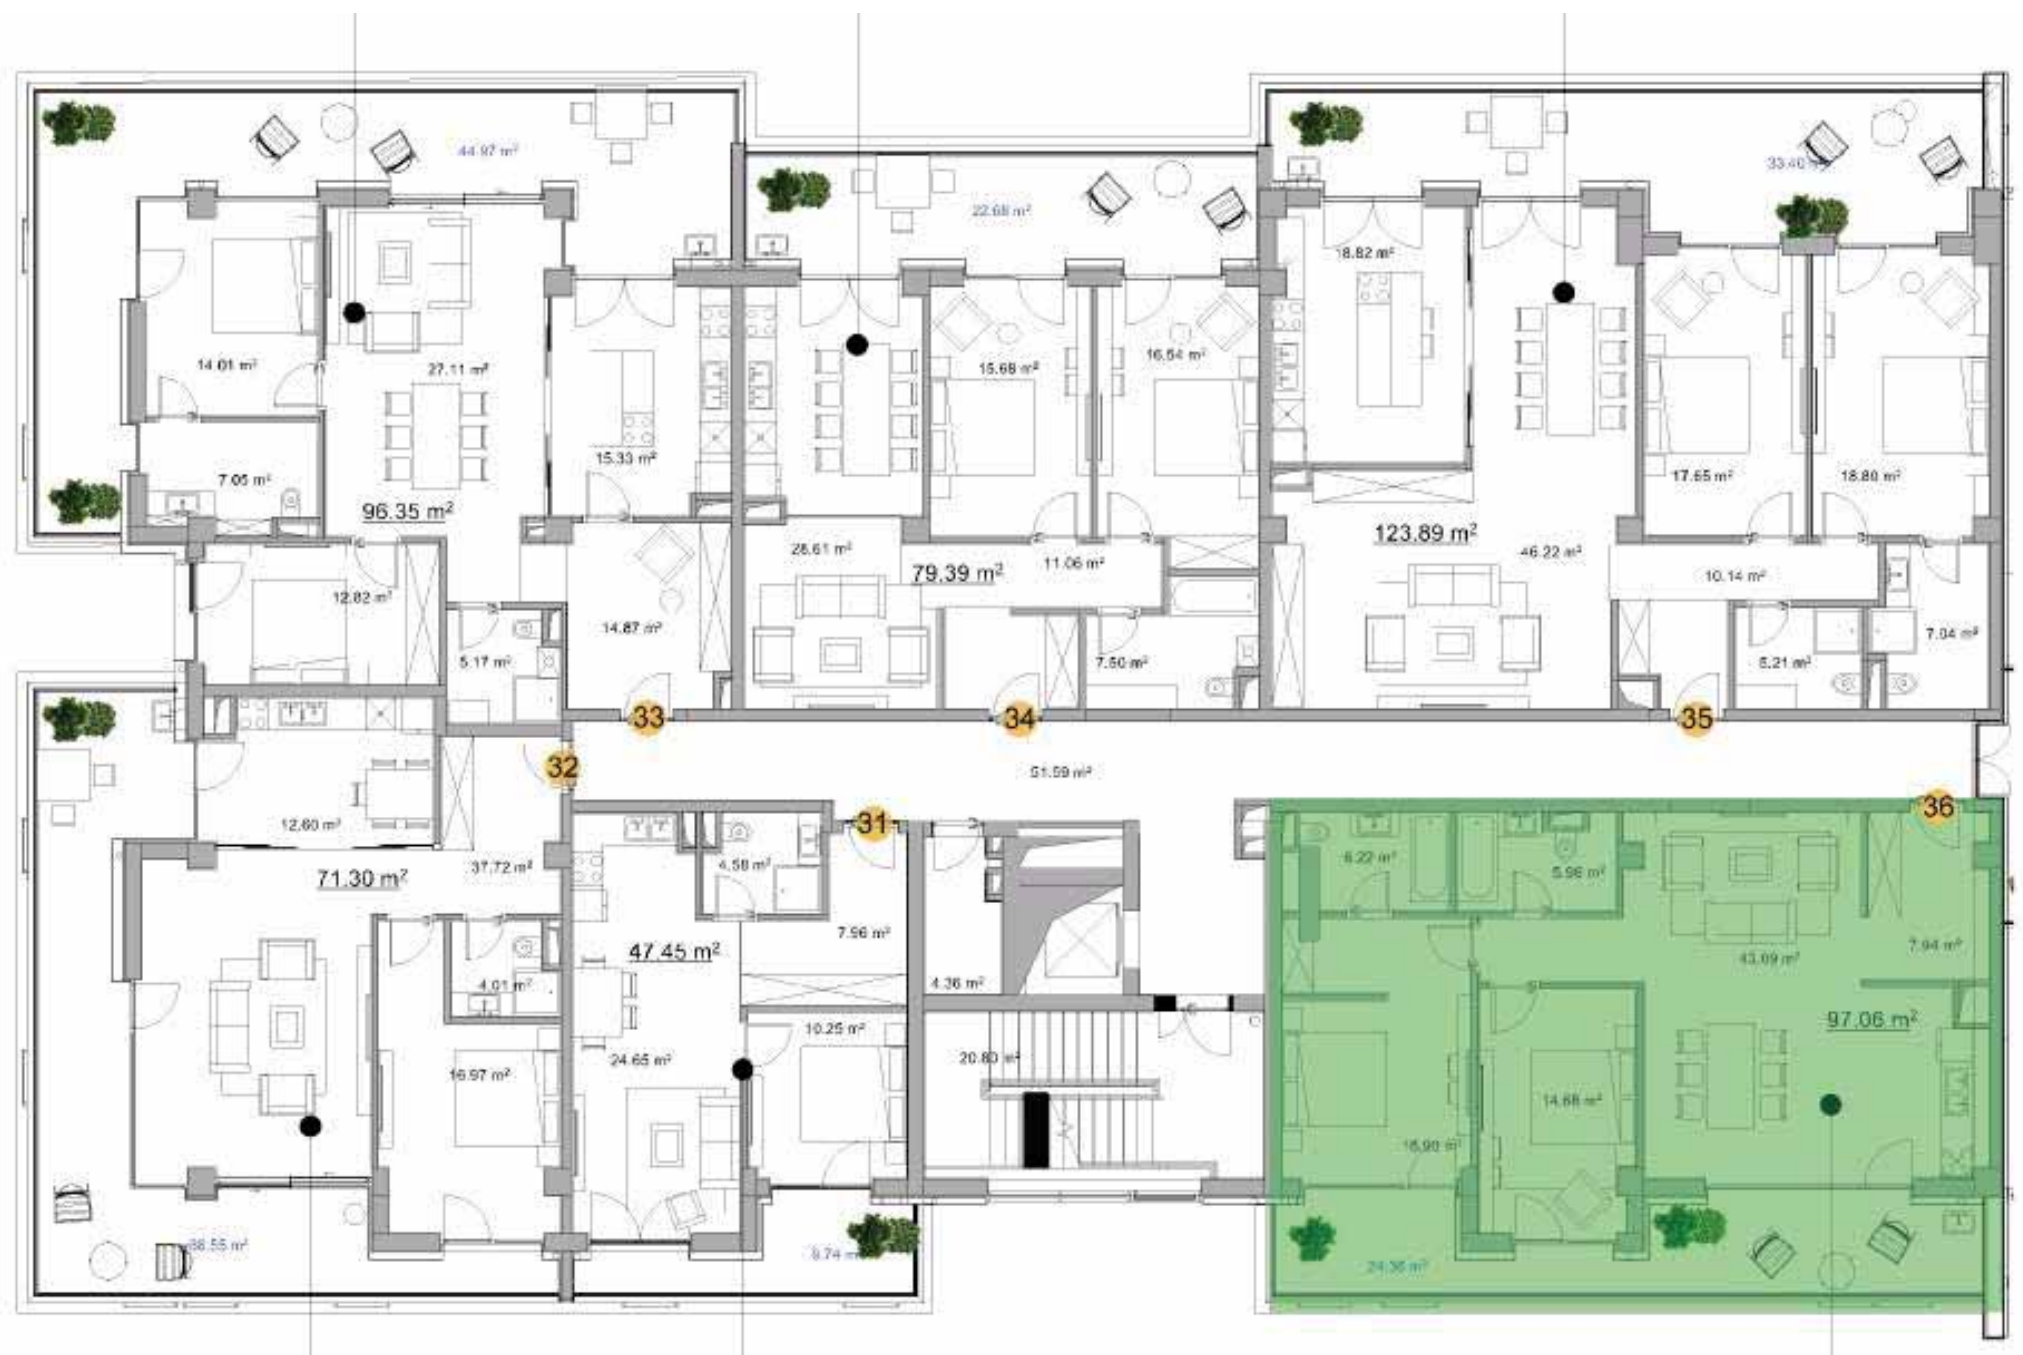 44.97 m²
33.40
22.68 m²
18.82 m²
14.01 m²
27.11 m²
15.68 m²
16.54 m²
15.33 m²
7.05 m²
17.65 m²
18.80 m²
96.35 m²
123.89 m²
28.61 m²
46.22 m²
79.39 m²
11.06 m²
10.14 m²
12.82 m²
14.87 m²
5.17 m²
7.50 m²
5.21 m²
7.04 m²
33
34
35
32
51.59 m²
36
31
12.60 m²
37.72 m²
4.58 m²
6.22 m²
5.96 m²
71.30 m²
7.96 m²
47.45 m²
7.94 m²
43.09 m²
4.01 m²
4.36 m²
97.06 m²
10.25 m²
24.65 m²
20.80 m²
16.97 m²
14.68 m²
16.90 m²
9.74 m
24.36 m²